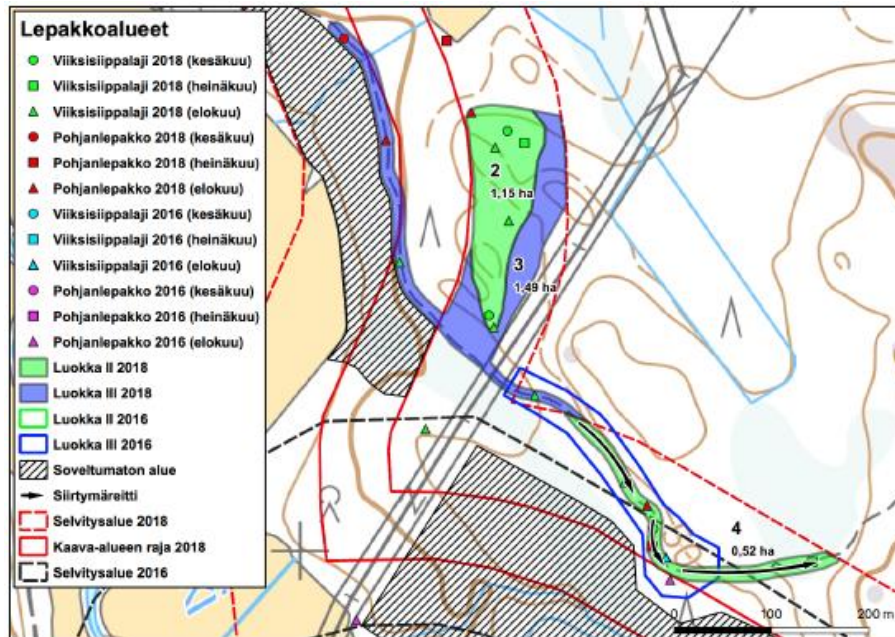 Lepakkoalueet
Viiksisiippalaji 2018 (kesäkuu)
Viiksisiippalaji 2018 (heinäkuu)
Viiksisiippalaji 2018 (elokuu)
Pohjanlepakko 2018 (kesäkuu)
Pohjanlepakko 2018 (heinäkuu)
Pohjanlepakko 2018 (elokuu)
Viiksisiippalaji 2016 (kesäkuu)
Viiksisiippalaji 2016 (heinäkuu)
Viiksisiippalaji 2016 (elokuu)
Pohjanlepakko 2016 (kesäkuu)
Pohjanlepakko 2016 (heinäkuu)
Pohjanlepakko 2016 (elokuu)
Luokka II 2018
Luokka III 2018
Luokka II 2016
Luokka III 2016
Soveltumaton alue
Siirtymäreitti
Selvitysalue 2018
Kaava-alueen raja 2018
Selvitysalue 2016
2
1,15 ha
3
1,49 ha
4
0,52 ha
0 100 200 m